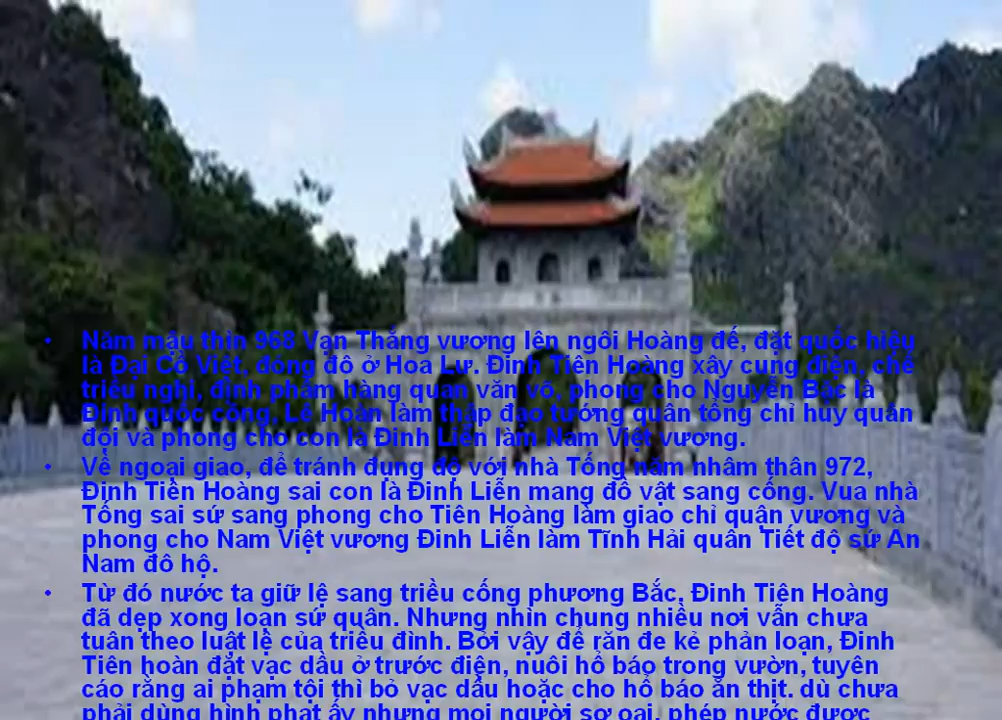 • Năm mậu thìn 968 Vạn Thắng vương lên ngôi Hoàng đế, đặt quốc hiệu
là Đại Cồ Việt, đóng đô ở Hoa Lư. Đinh Tiên Hoàng xây cung điện, chế
triều nghi, định phẩm hàng quan văn võ, phong cho Nguyễn Bặc là
Định quốc công, Lê Hoàn làm thập đạo tướng quân tổng chỉ huy quân
đội và phong cho con là Đinh Liễn làm Nam Việt vương.
• Về ngoại giao, để tránh đụng độ với nhà Tống năm nhâm thân 972,
Định Tiên Hoàng sai con là Đinh Liễn mang đồ vật sang cống. Vua nhà
Tống sai sứ sang phong cho Tiên Hoàng làm giao chỉ quận vương và
phong cho Nam Việt vương Đinh Liễn làm Tĩnh Hải quân Tiết độ sứ An
Nam đô hộ.
• Từ đó nước ta giữ lệ sang triều cống phương Bắc, Đinh Tiên Hoàng
đã dẹp xong loạn sứ quân. Nhưng nhìn chung nhiều nơi vẫn chưa
tuân theo luật lệ của triều đình. Bởi vậy để răn đe kẻ phản loạn, Đinh
Tiên hoàn đặt vạc dầu ở trước điện, nuôi hổ báo trong vườn, tuyên
cáo rằng ai phạm tội thì bỏ vạc dầu hoặc cho hổ báo ăn thịt. dù chưa
phải dùng hình phạt ấy nhưng mọi người sợ oai, phép nước được